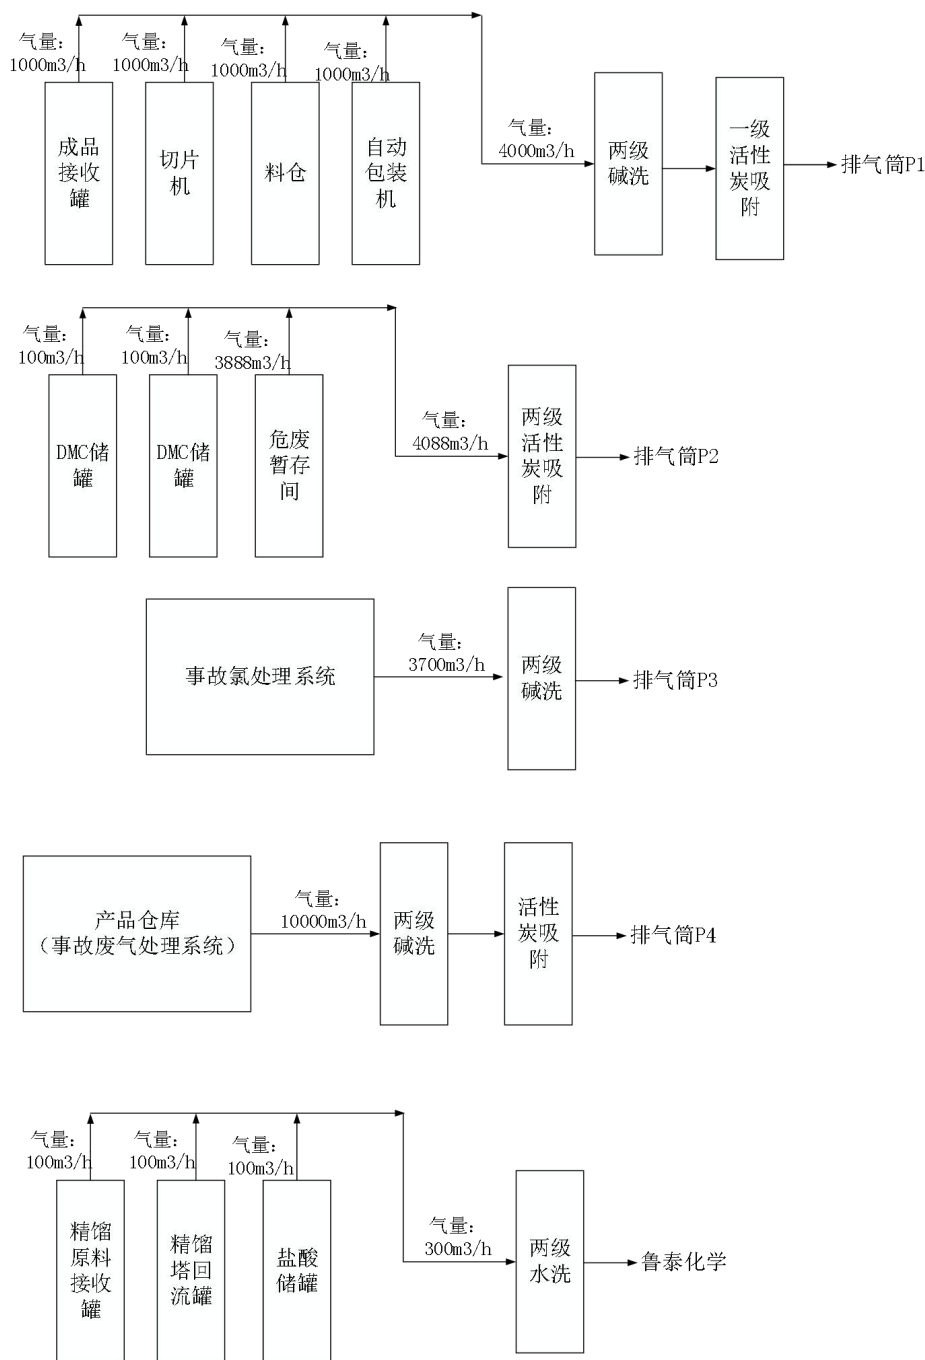 气量:
1000m3/h
气量:
1000m3/h
气量:
1000m3/h
气量:
1000m3/h
成品
接收
罐
切片
机
料仓
自动
包装
机
气量:
4000m3/h
两级
碱洗
一级
活性
炭吸
附
排气筒P1
气量:
100m3/h
气量:
100m3/h
气量:
3888m3/h
DMC储
罐
DMC储
罐
危废
暂存
间
气量:
4088m3/h
两级
活性
炭吸
附
排气筒P2
事故氯处理系统
气量:
3700m3/h
两级
碱洗
排气筒P3
产品仓库
(事故废气处理系统)
气量:
10000m3/h
两级
碱洗
活性
炭吸
附
排气筒P4
气量:
100m3/h
气量:
100m3/h
气量:
100m3/h
精馏
原料
接收
罐
精馏
塔回
流罐
盐酸
储罐
气量:
300m3/h
两级
水洗
鲁泰化学